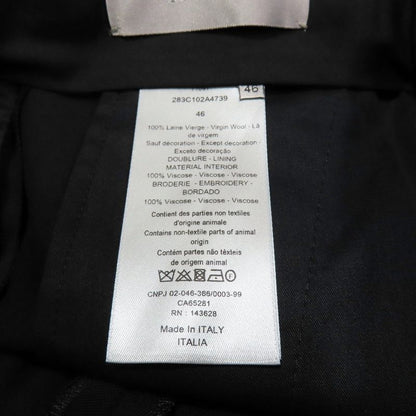 46
283C102A4739
46
100% Laine Vierge - Virgin Wool - Lã
de virgem
Sauf décoration - Except decoration
Exceto decoração
DOUBLURE - LINING
MATERIAL INTERIOR
100% Viscose - Viscose - Viscose
BRODERIE - EMBROIDERY -
BORDADO
100% Viscose - Viscose - Viscose
Contient des parties non textiles
d'origine animale
Contains non-textile parts of animal
origin
Contém partes não têxteis
de origem animal
CNPJ 02-046-366/0003-99
CA65281
RN : 143628
Made In ITALY
ITALIA